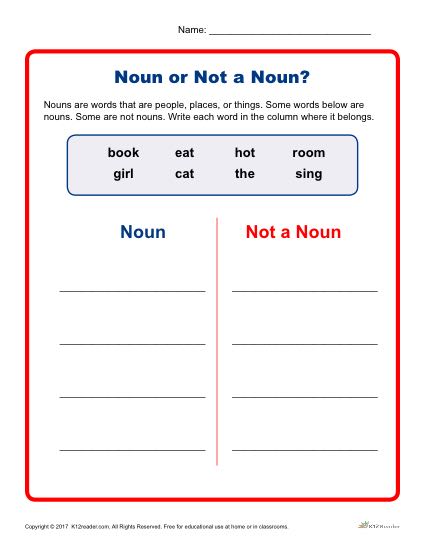 Name: ______________________________
Noun or Not a Noun?
Nouns are words that are people, places, or things. Some words below are
nouns. Some are not nouns. Write each word in the column where it belongs.
book eat hot room
girl cat the sing
Noun Not a Noun
Copyright © 2017 K12reader.com. All Rights Reserved. Free for educational use at home or in classrooms.
K12READER